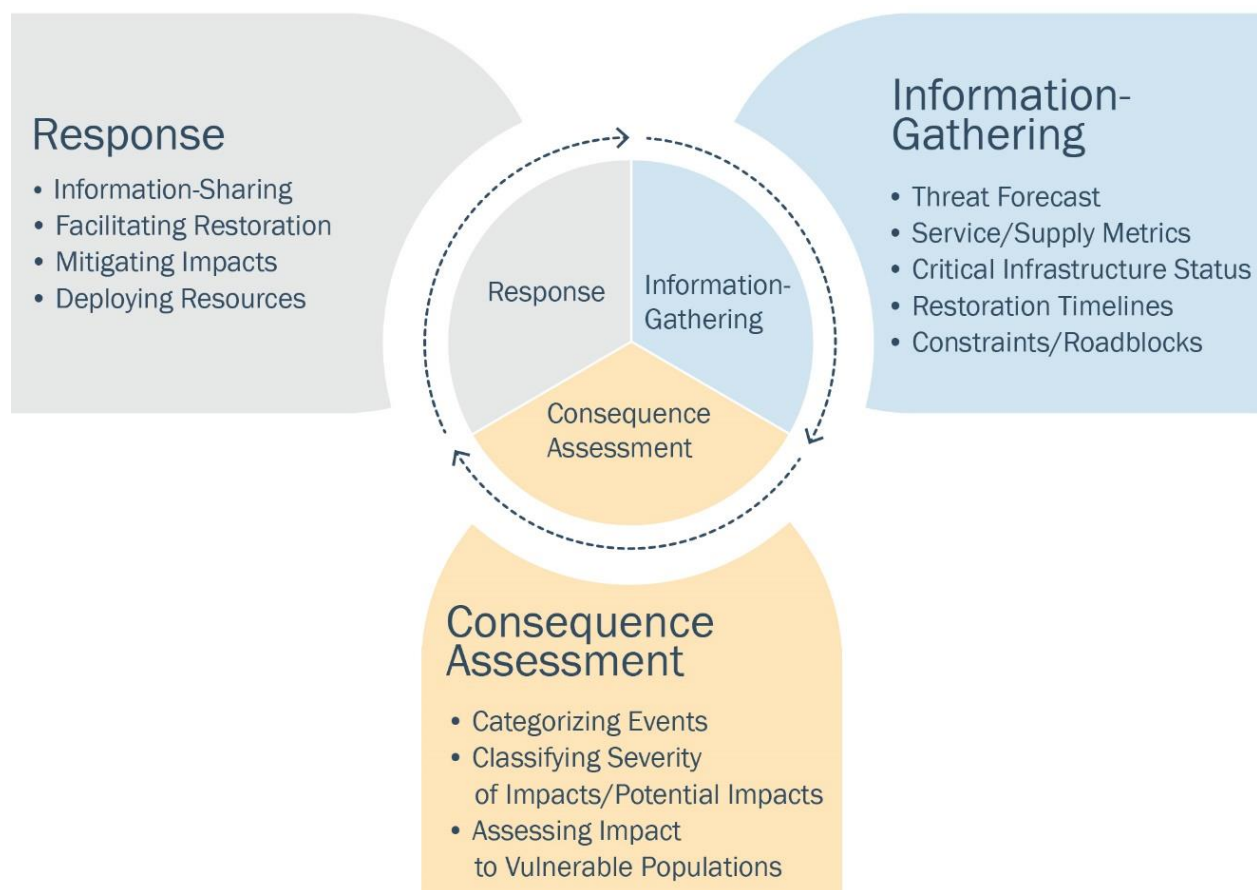 Response
• Information-Sharing
• Facilitating Restoration
• Mitigating Impacts
• Deploying Resources
Information-
Gathering
• Threat Forecast
• Service/Supply Metrics
• Critical Infrastructure Status
• Restoration Timelines
• Constraints/Roadblocks
Response
Information-
Gathering
Consequence
Assessment
Consequence
Assessment
• Categorizing Events
• Classifying Severity
of Impacts/Potential Impacts
• Assessing Impact
to Vulnerable Populations